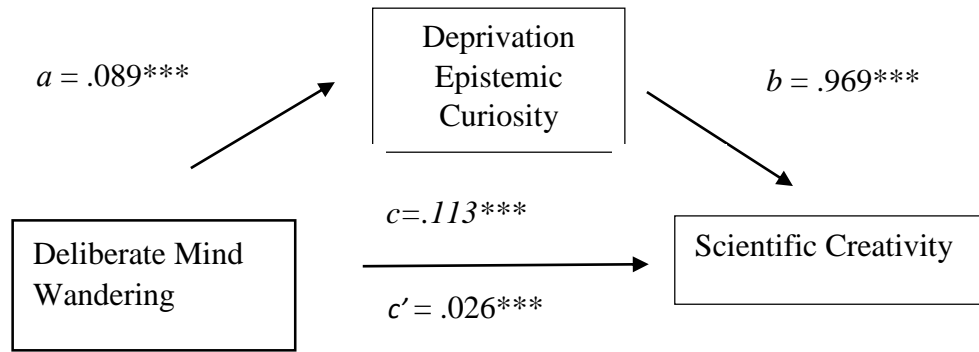 Deprivation
Epistemic
Curiosity
a = .089***
b = .969***
c=.113***
Deliberate Mind
Wandering
Scientific Creativity
c′ = .026***